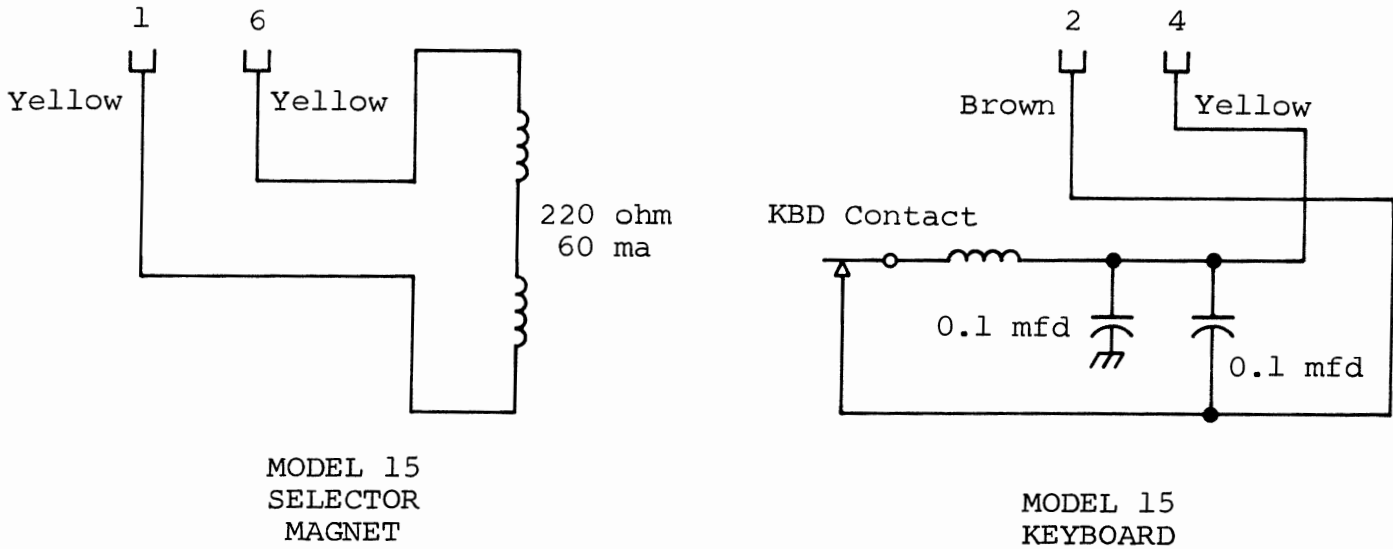 1 6
Yellow Yellow
220 ohm
60 ma
MODEL 15
SELECTOR
MAGNET
2 4
Brown Yellow
KBD Contact
0.1 mfd
0.1 mfd
MODEL 15
KEYBOARD